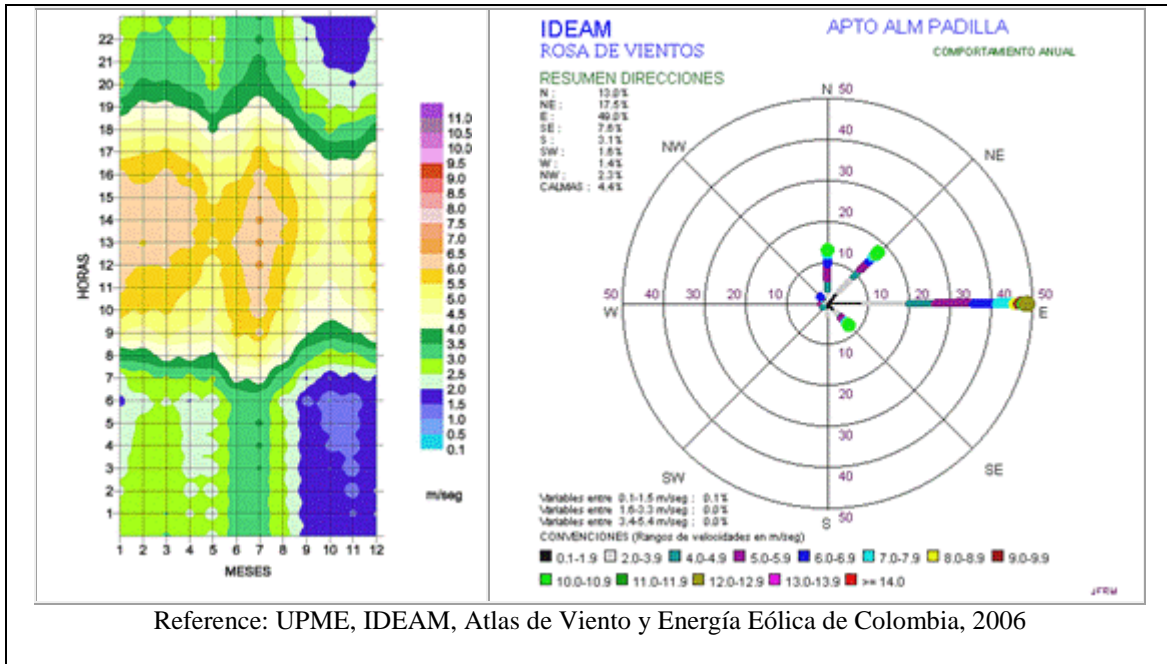 22
20
19
18
17
16
15
14
13
12
11
10
9
8
7
6
5
4
3
2
1
HORAS
1 2 3 4 5 6 7 8 9 10 11 12
MESES
11.0
10.5
10.0
9.5
9.0
8.5
8.0
7.5
7.0
6.5
6.0
5.5
5.0
4.5
4.0
3.5
3.0
2.5
2.0
1.5
1.0
0.5
0.1
m/seg
IDEAM
ROSA DE VIENTOS
APTO ALM PADILLA
COMPORTAMIENTO ANUAL
RESUMEN DIRECCIONES
N : 13.0%
NE : 17.5%
E : 49.0%
SE : 7.6%
S : 3.1%
SW : 1.6%
W : 1.4%
NW : 2.3%
CALMAS : 4.4%
N 50
40
30
20
10
NW
NE
50 40 30 20 10 10 20 30 40 50
W
E
10
20
30
40
50
SW
SE
S
Variables entre 0.1-1.5 m/seg : 0.1%
Variables entre 1.6-3.3 m/seg : 0.0%
Variables entre 3.4-5.4 m/seg : 0.0%
CONVENCIONES (Rangos de velocidades en m/seg)
0.1-1.9 2.0-3.9 4.0-4.9 5.0-5.9 6.0-6.9 7.0-7.9 8.0-8.9 9.0-9.9
10.0-10.9 11.0-11.9 12.0-12.9 13.0-13.9 >= 14.0
Reference: UPME, IDEAM, Atlas de Viento y Energía Eólica de Colombia, 2006